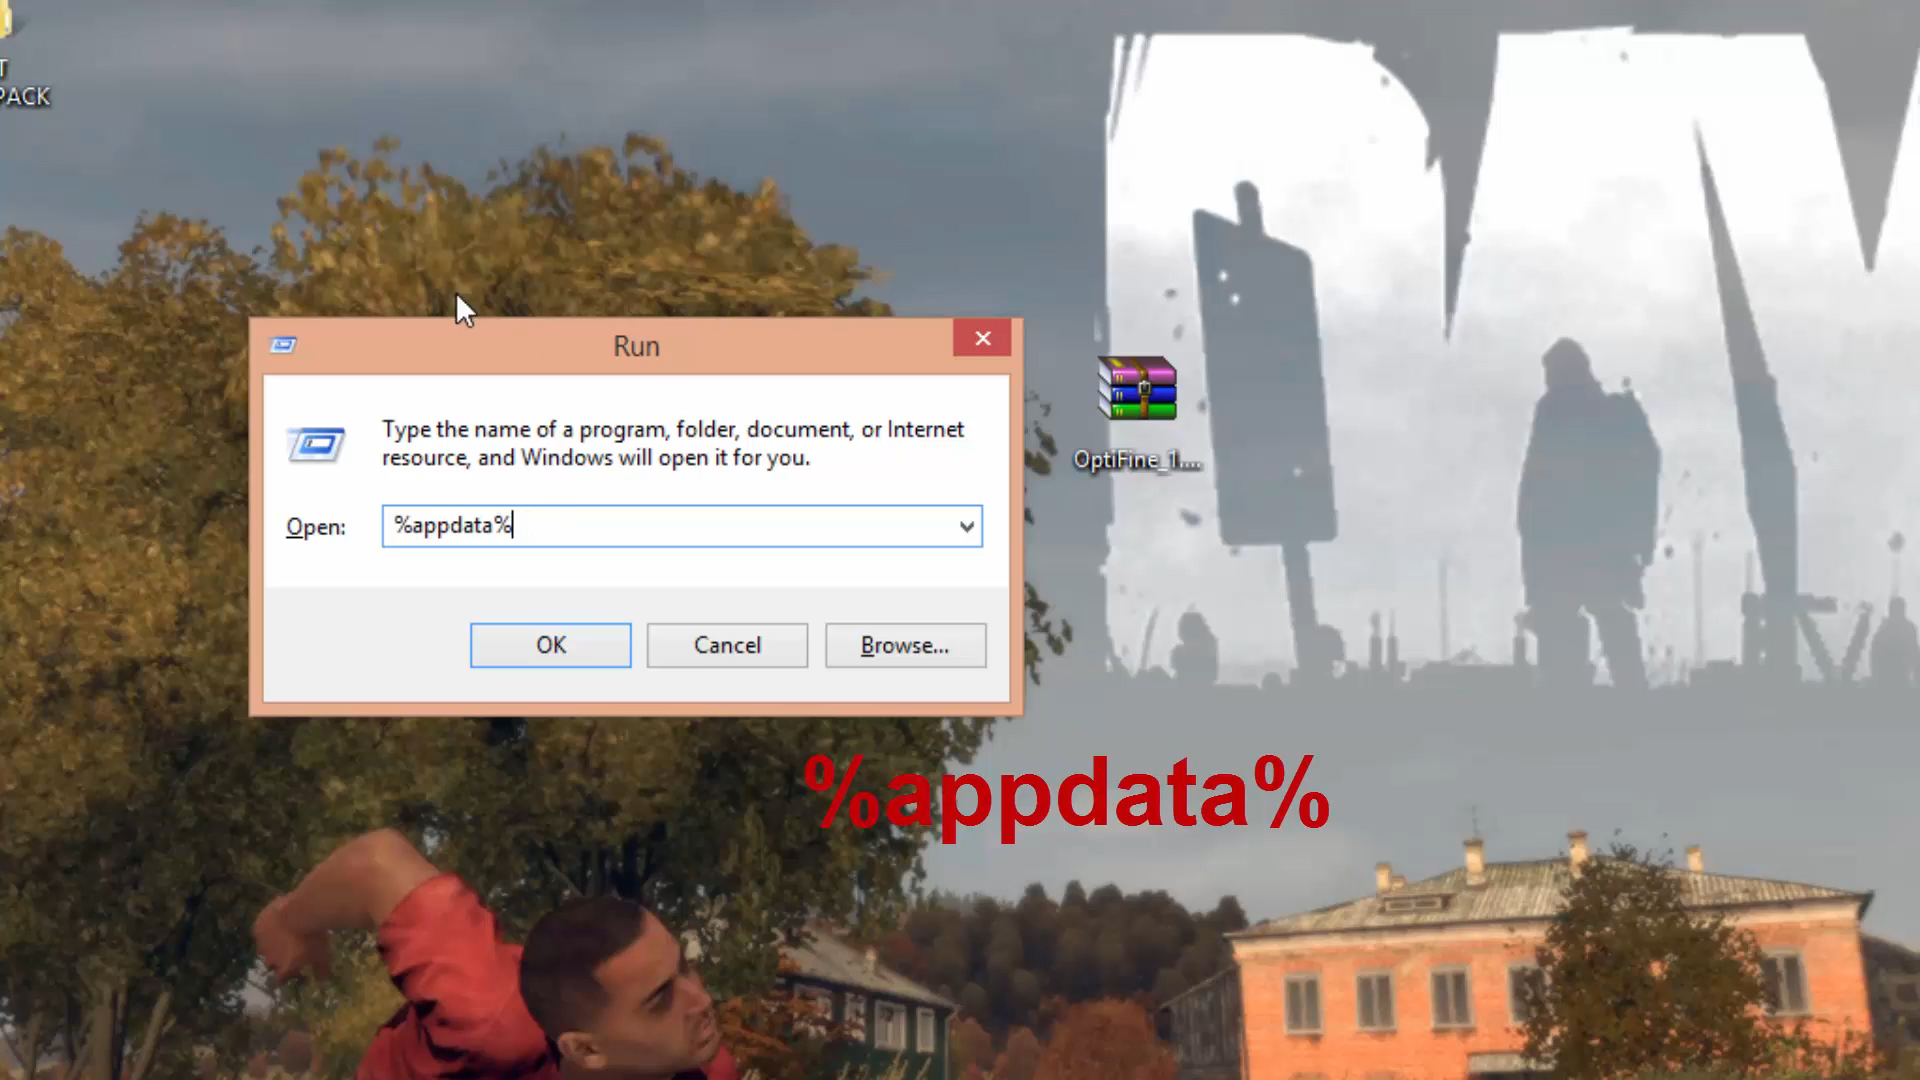 T
PACK
Run
Type the name of a program, folder, document, or Internet
resource, and Windows will open it for you.
Open:
%appdata%
OK
Cancel
Browse...
OptiFine_1....
%appdata%